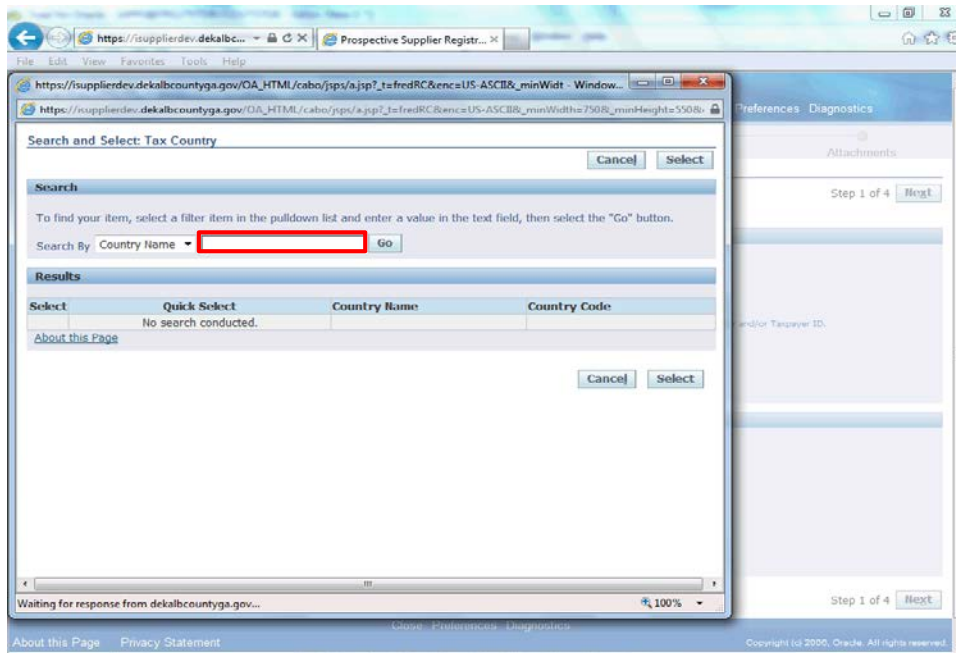 https://isupplierdev.dekalbc...
Prospective Supplier Registr...
File Edit View Favorites Tools Help
https://isupplierdev.dekalbcountyga.gov/OA_HTML/cabo/jsps/a.jsp?_t=fredRC&enc=US-ASCII&_minWidt - Window...
https://isupplierdev.dekalbcountyga.gov/OA_HTML/cabo/jsps/a.jsp?_t=fredRC&enc=US-ASCII&_minWidth=750&_minHeight=550&
Preferences Diagnostics
Search and Select: Tax Country
Attachments
Cancel Select
Search
Step 1 of 4 Next
To find your item, select a filter item in the pulldown list and enter a value in the text field, then select the "Go" button.
Search By Country Name Go
Results
Select Quick Select Country Name Country Code
No search conducted.
and/or Taxpayer ID.
About this Page
Cancel Select
Waiting for response from dekalbcountyga.gov... 100%
Step 1 of 4 Next
Close Preferences Diagnostics
About this Page Privacy Statement Copyright (c) 2006, Oracle. All rights reserved.